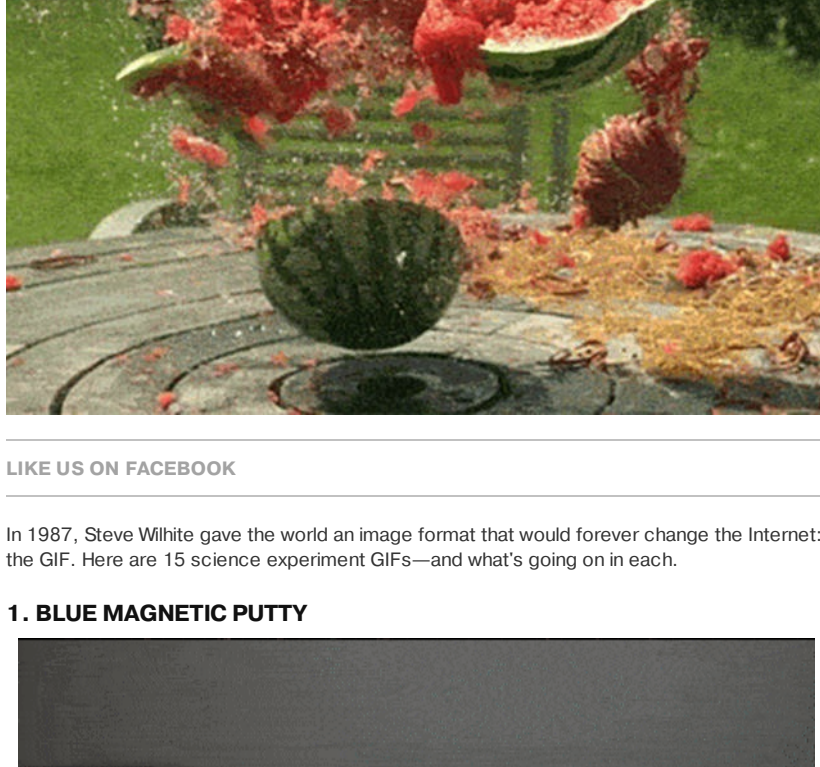 LIKE US ON FACEBOOK
In 1987, Steve Wilhite gave the world an image format that would forever change the Internet:
the GIF. Here are 15 science experiment GIFs—and what's going on in each.
1. BLUE MAGNETIC PUTTY